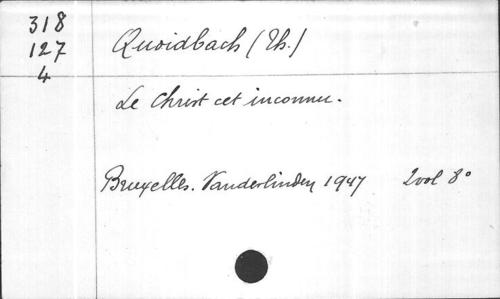 318
127
4
Quoidbach (Th.)
Le Christ cet inconnu.
Bruxelles. Vanderlinden 1947 2 vol 8°